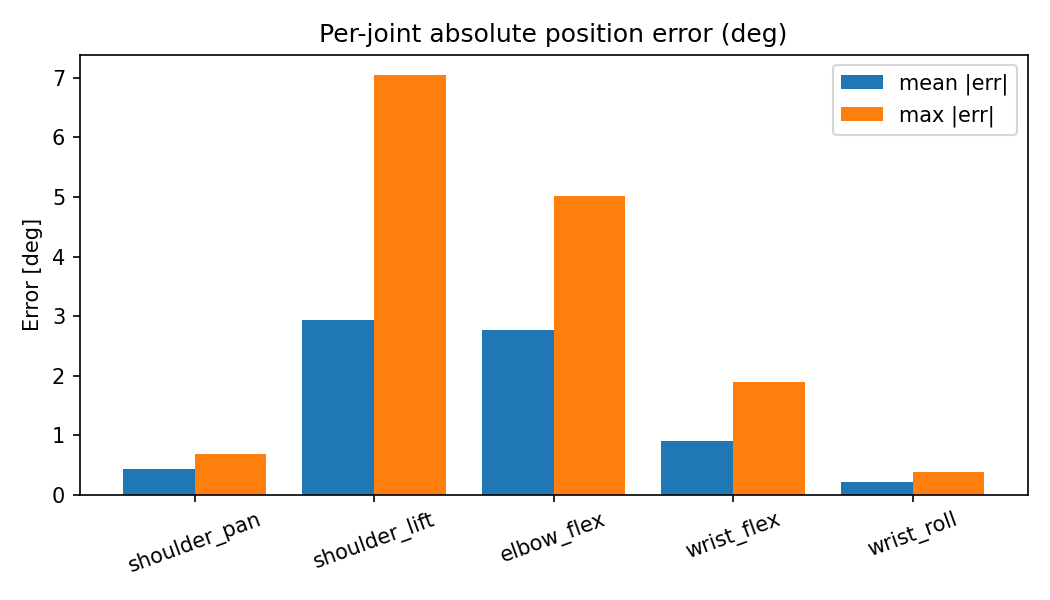 Per-joint absolute position error (deg)
mean |err|
max |err|
Error [deg]
7
6
5
4
3
2
1
0
shoulder_pan
shoulder_lift
elbow_flex
wrist_flex
wrist_roll